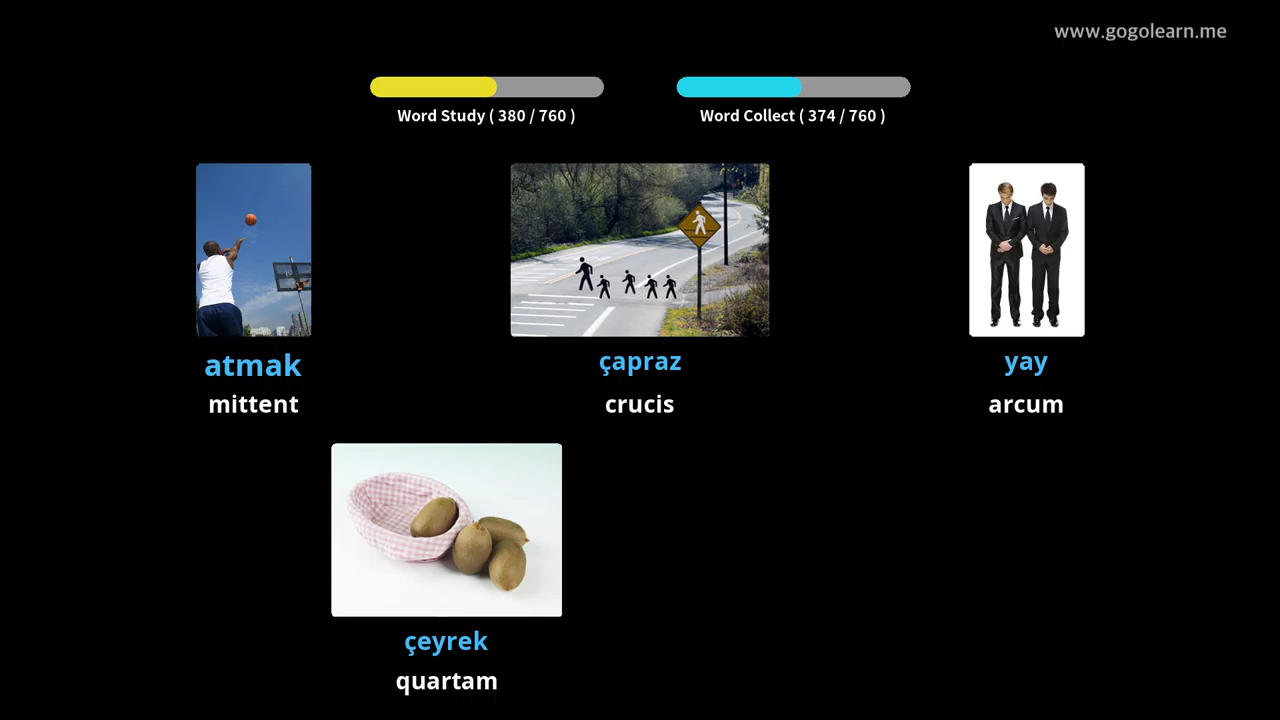 www.gogolearn.me
Word Study ( 380 / 760 )
Word Collect ( 374 / 760 )
atmak
mittent
çapraz
crucis
yay
arcum
çeyrek
quartam